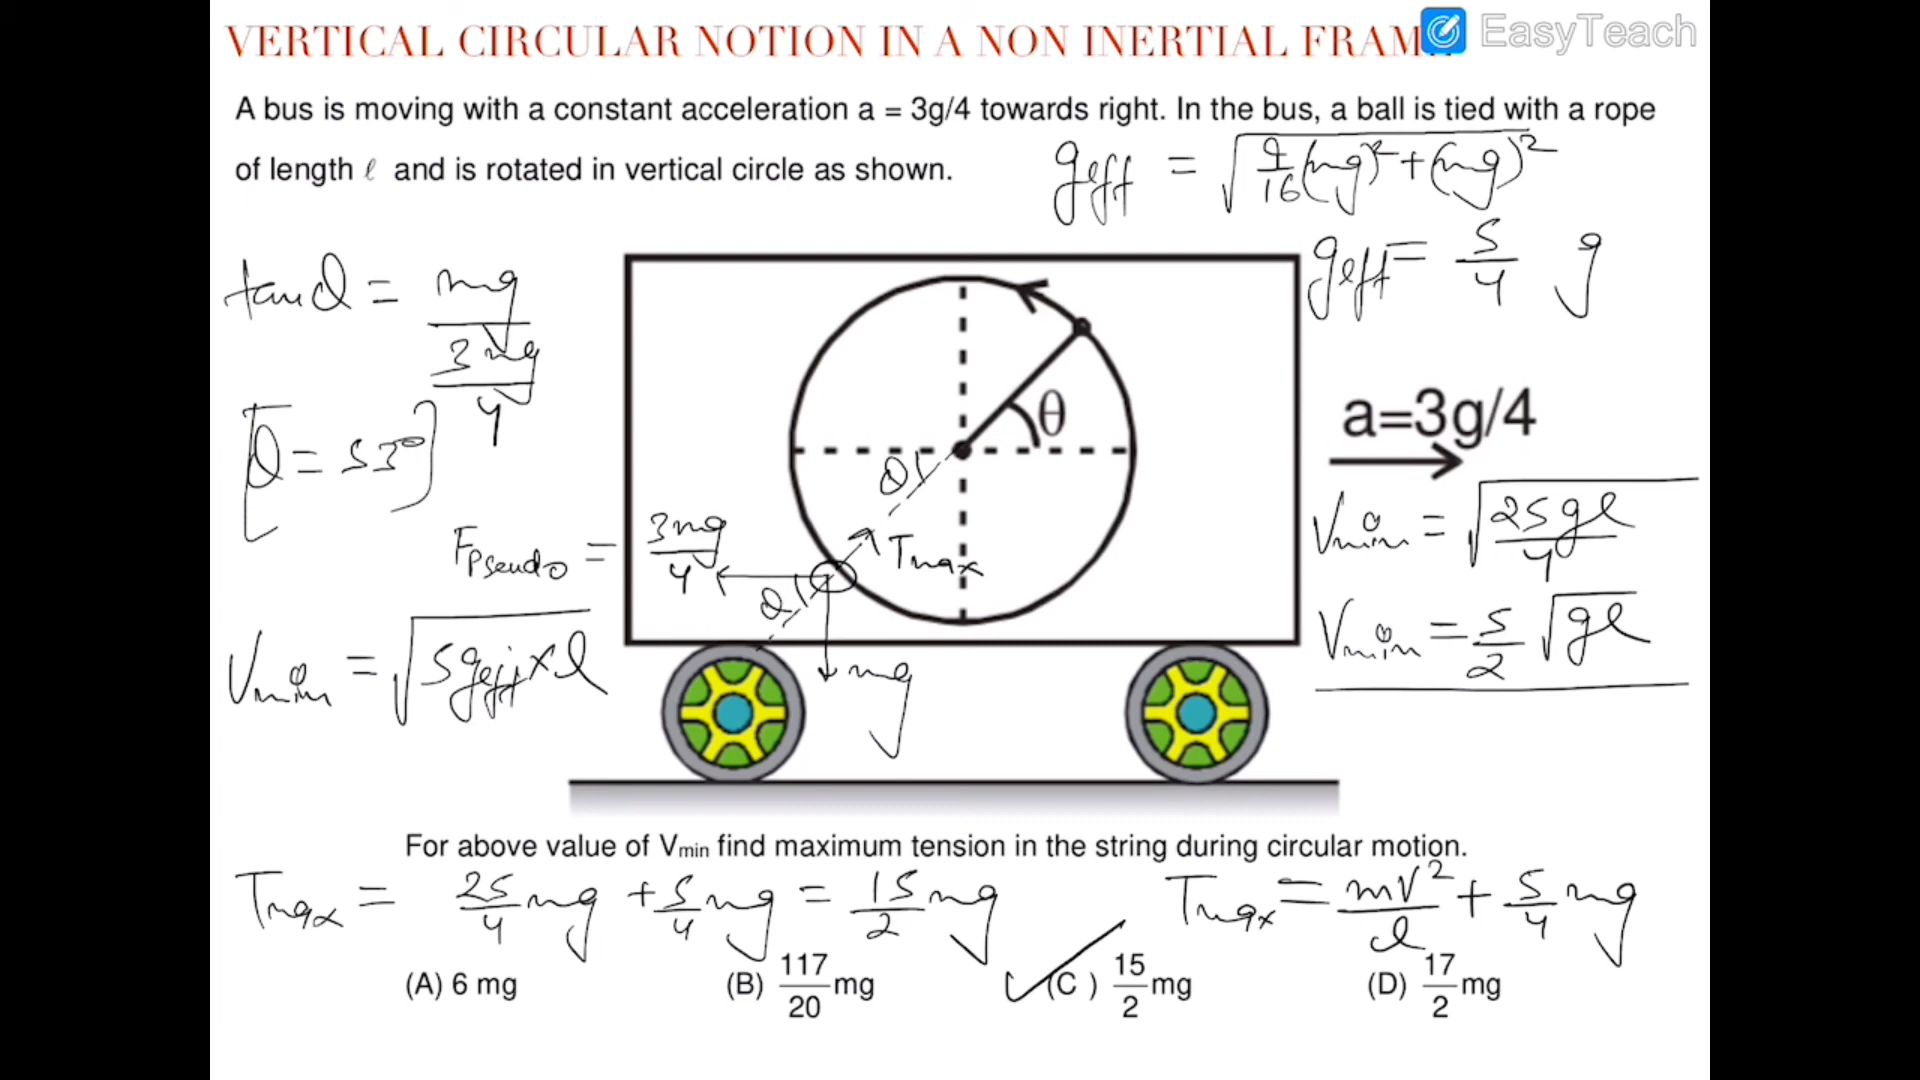 VERTICAL CIRCULAR NOTION IN A NON INERTIAL FRAM
EasyTeach
A bus is moving with a constant acceleration a = 3g/4 towards right. In the bus, a ball is tied with a rope
of length ℓ and is rotated in vertical circle as shown.
geff = √(9/16 (mg)² + (mg)²)
geff = 5/4 g
tan θ = mg / (3mg/4)
[θ = 53°]
θ
a=3g/4
θ
Fpseudo = 3mg/4
Tmax
θ
mg
Vmin = √(5geff × l)
Vmin = √(25gl/4)
Vmin = 5/2 √gl
For above value of Vmin find maximum tension in the string during circular motion.
Tmax = 25/4 mg + 5/4 mg = 15/2 mg
Tmax = mv²/l + 5/4 mg
(A) 6 mg (B) 117/20 mg (C ) 15/2 mg (D) 17/2 mg